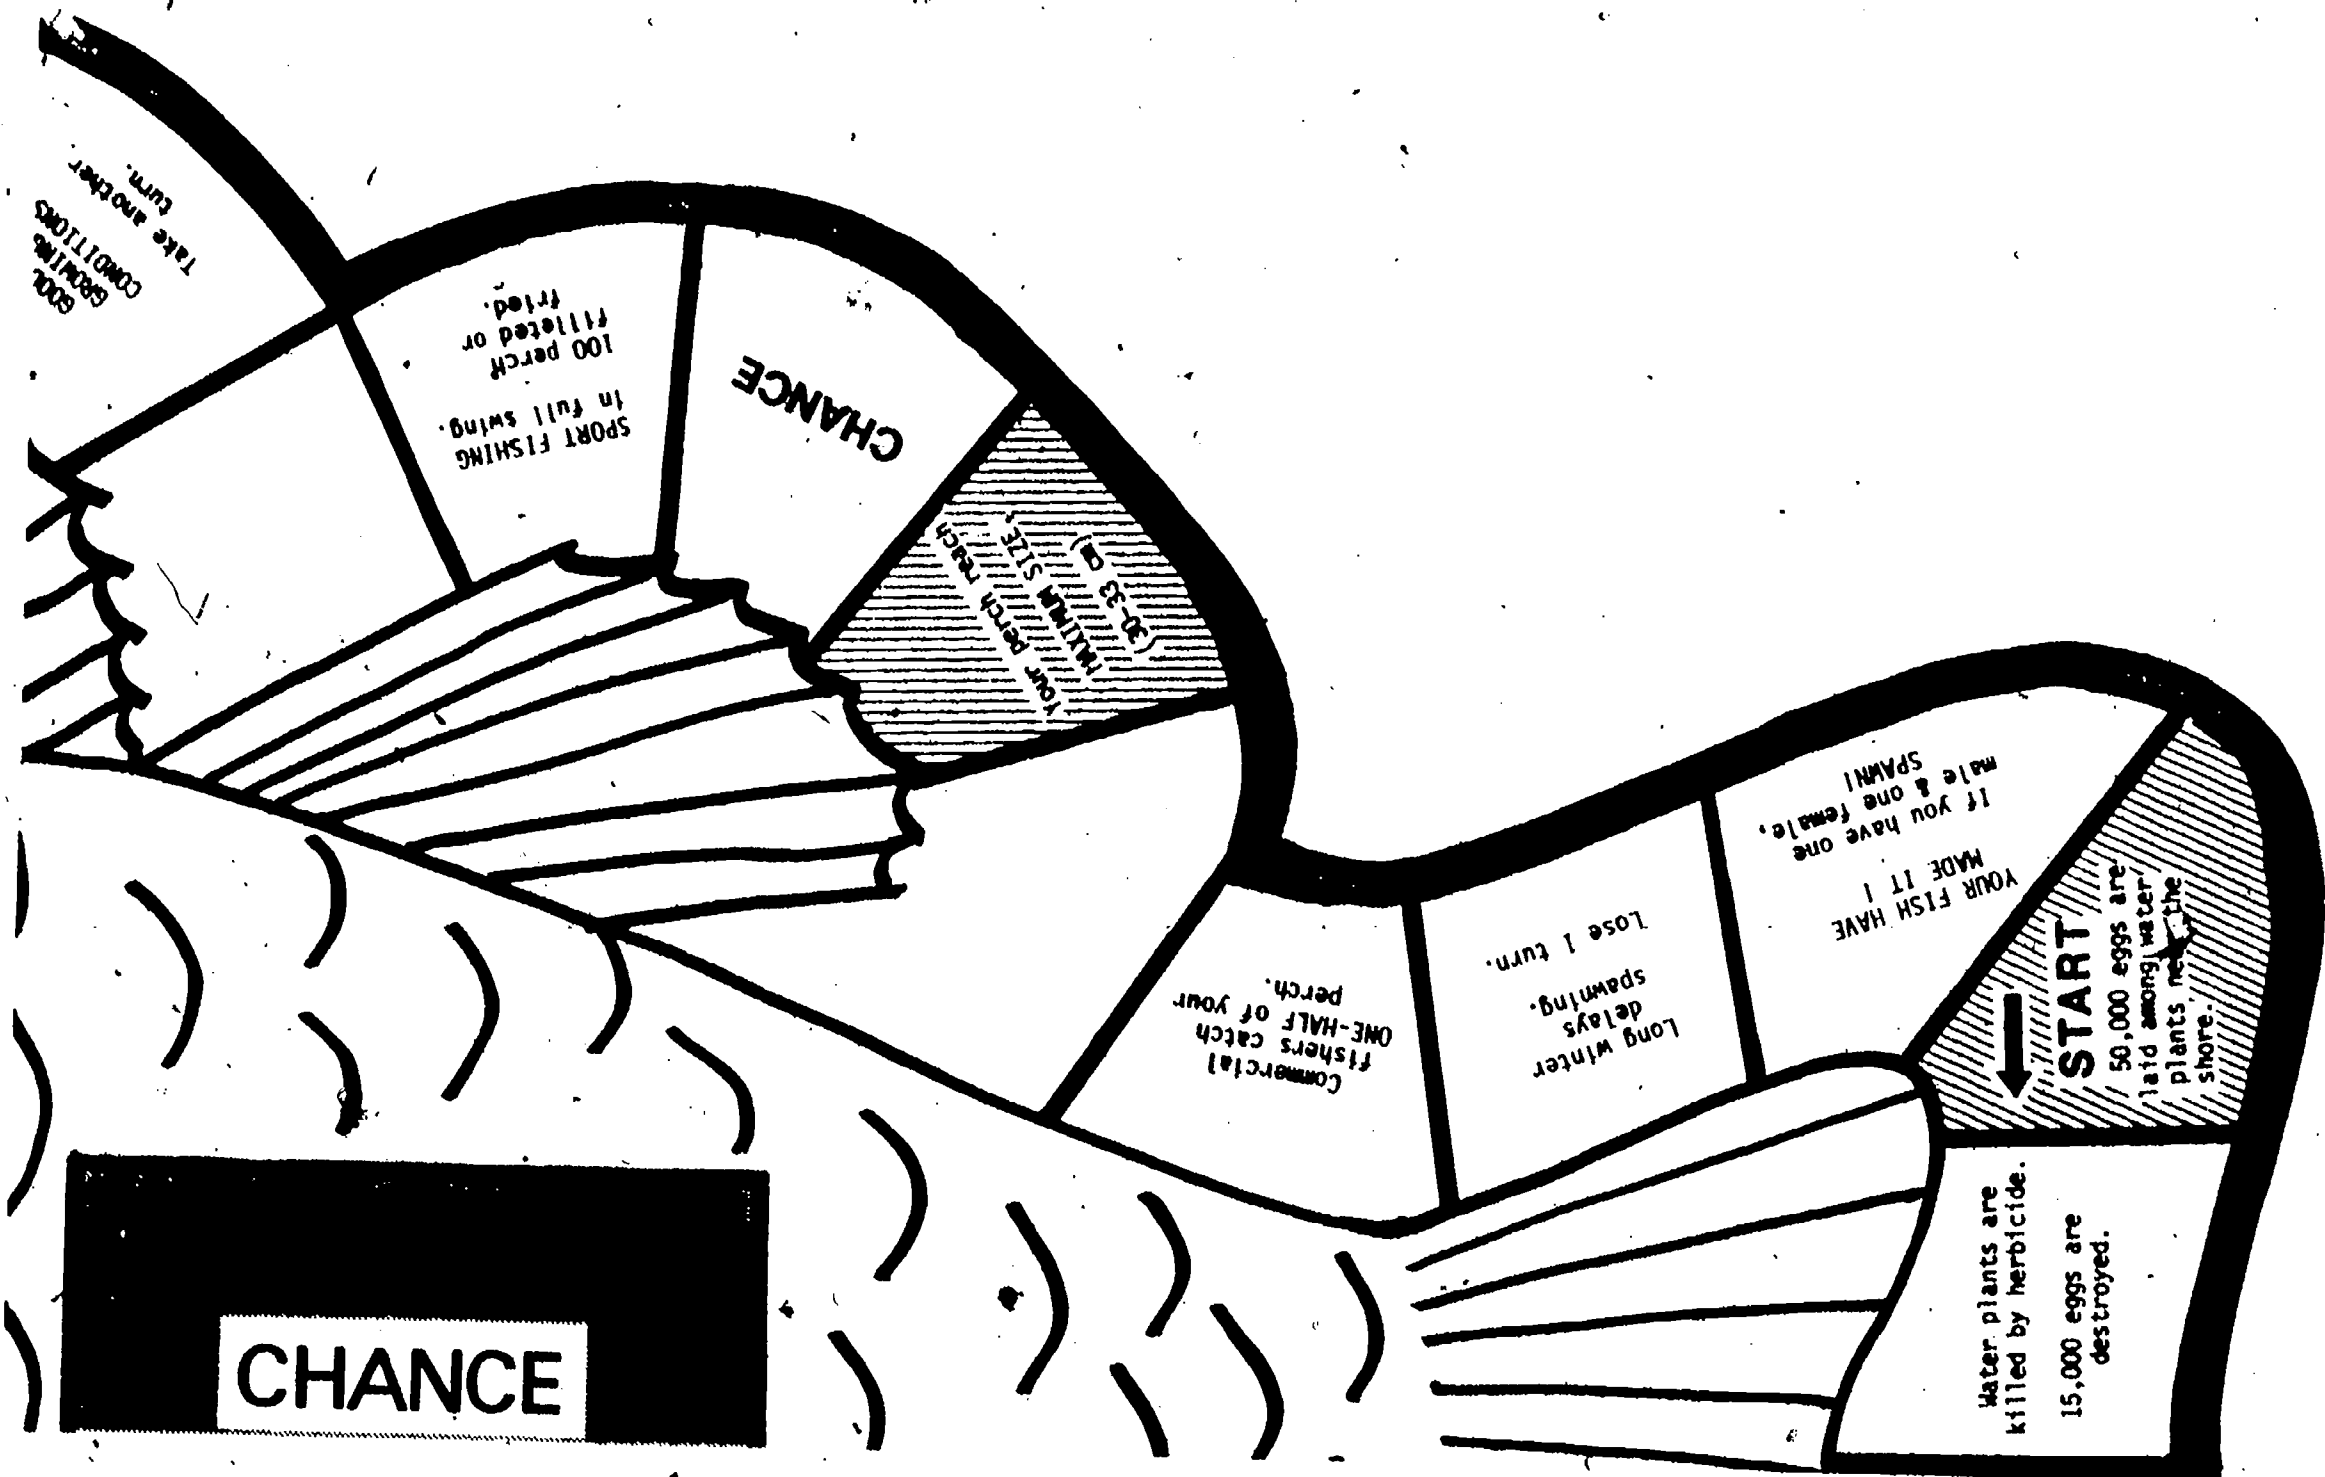 GOOD
GROWING
CONDITIONS
Take another
turn.
SPORT FISHING
in full swing.
100 perch
filleted or
fried.
CHANCE
Your perch reach
MAXIMUM SIZE
(30-33 cm)
Commercial
fishers catch
ONE-HALF of your
perch.
Long winter
delays
spawning.
Lose 1 turn.
YOUR FISH HAVE
MADE IT !
If you have one
male & one female,
SPAWN!
START
50,000 eggs are
laid among water
plants near the
shore.
Water plants are
killed by herbicide.
15,000 eggs are
destroyed.
CHANCE